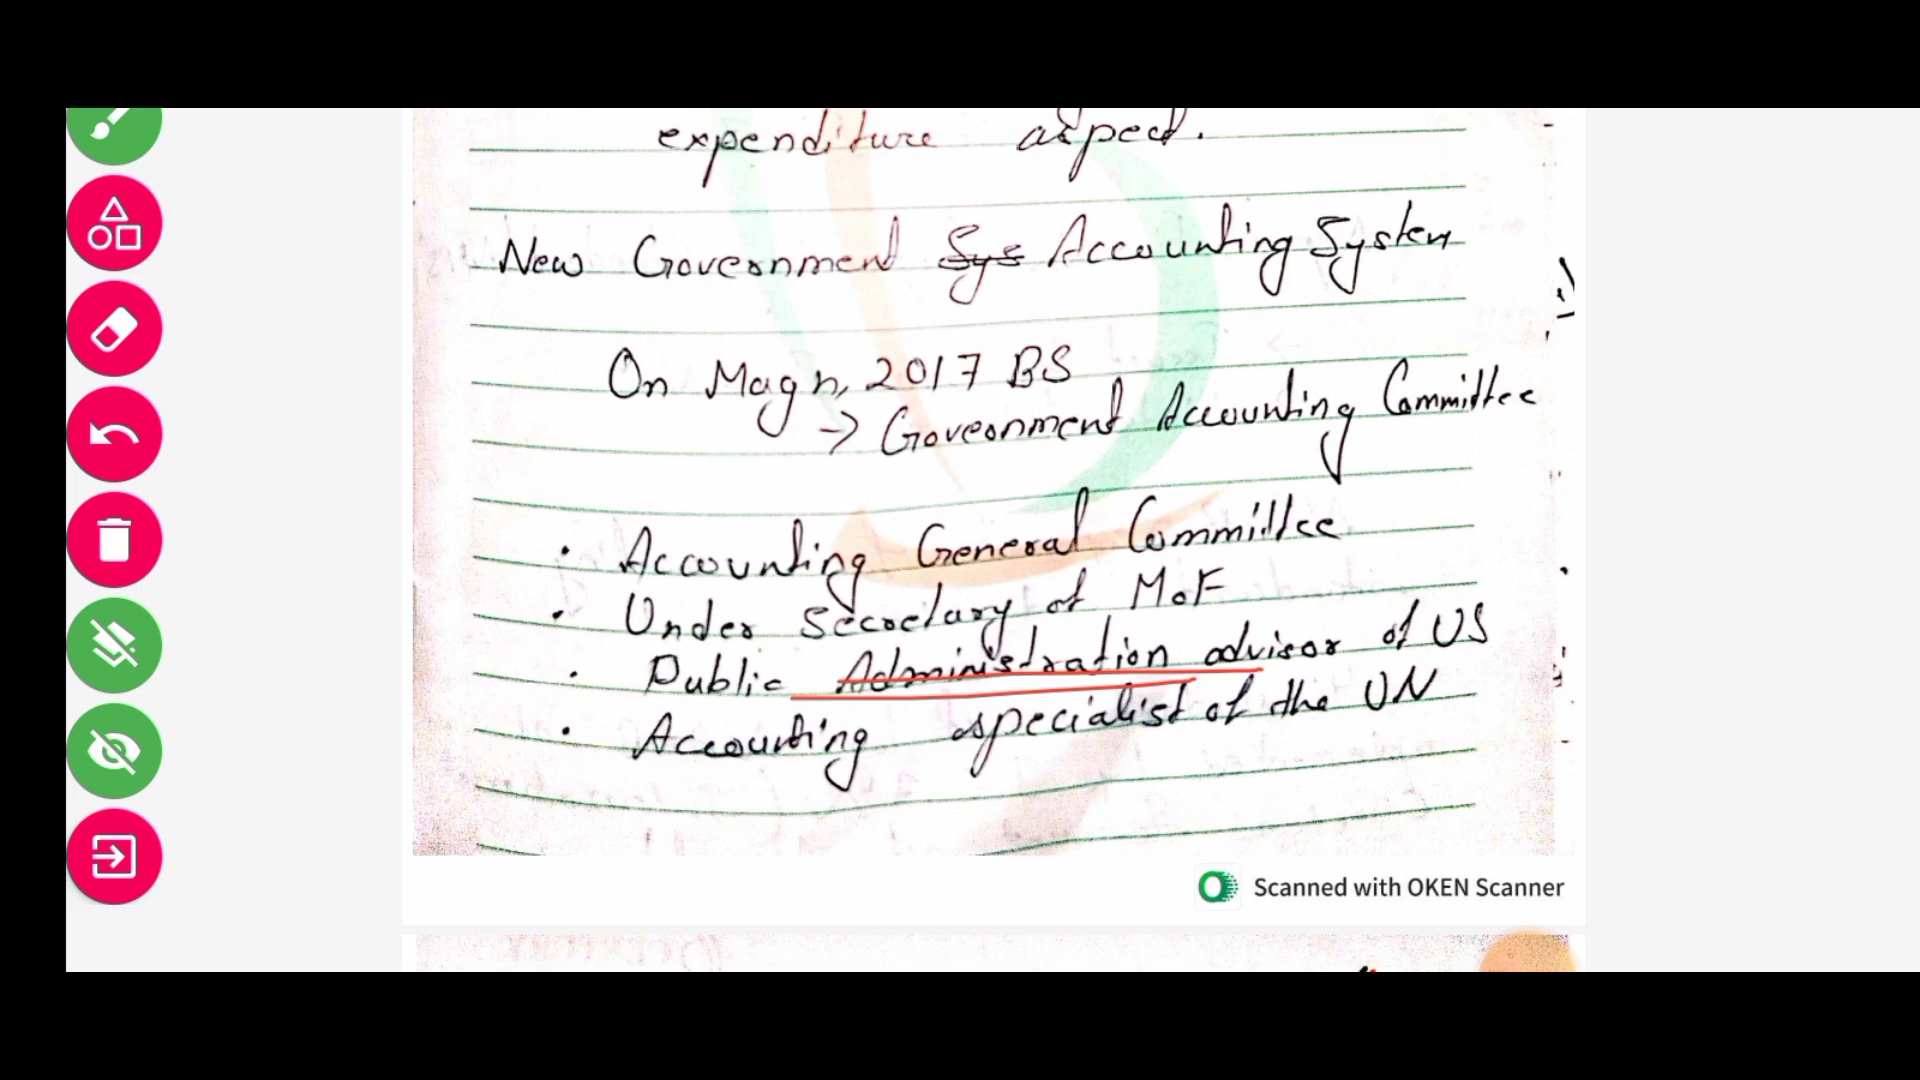 expenditure aspect.
New Government Sys Accounting System
On Magh, 2017 BS
→ Government Accounting Committee
• Accounting General Committee
• Under Secretary of MoF
• Public Administration advisor of US
• Accounting specialist of the UN
Scanned with OKEN Scanner